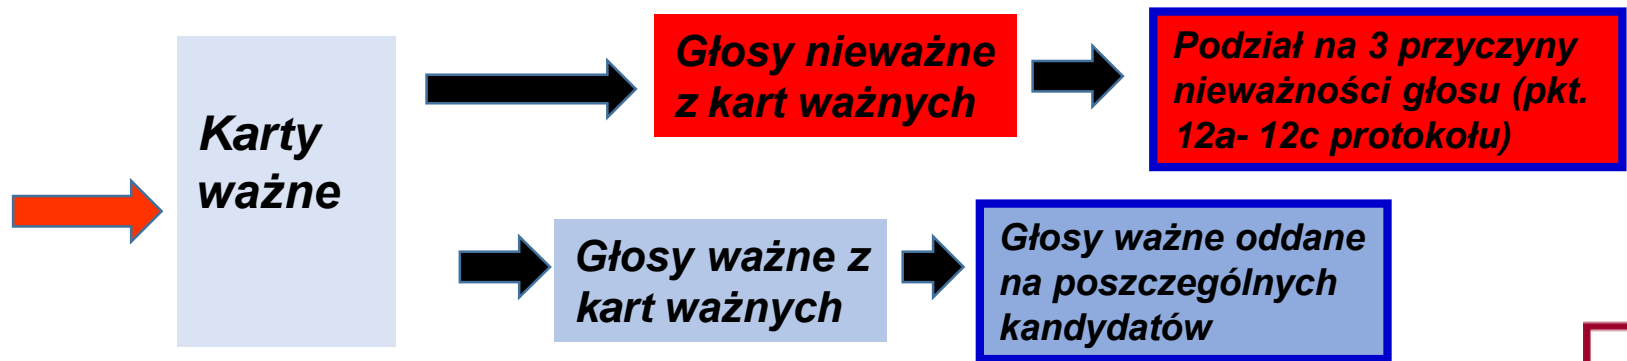 Karty
ważne
Głosy nieważne
z kart ważnych
Podział na 3 przyczyny
nieważności głosu (pkt.
12a- 12c protokołu)
Głosy ważne z
kart ważnych
Głosy ważne oddane
na poszczególnych
kandydatów